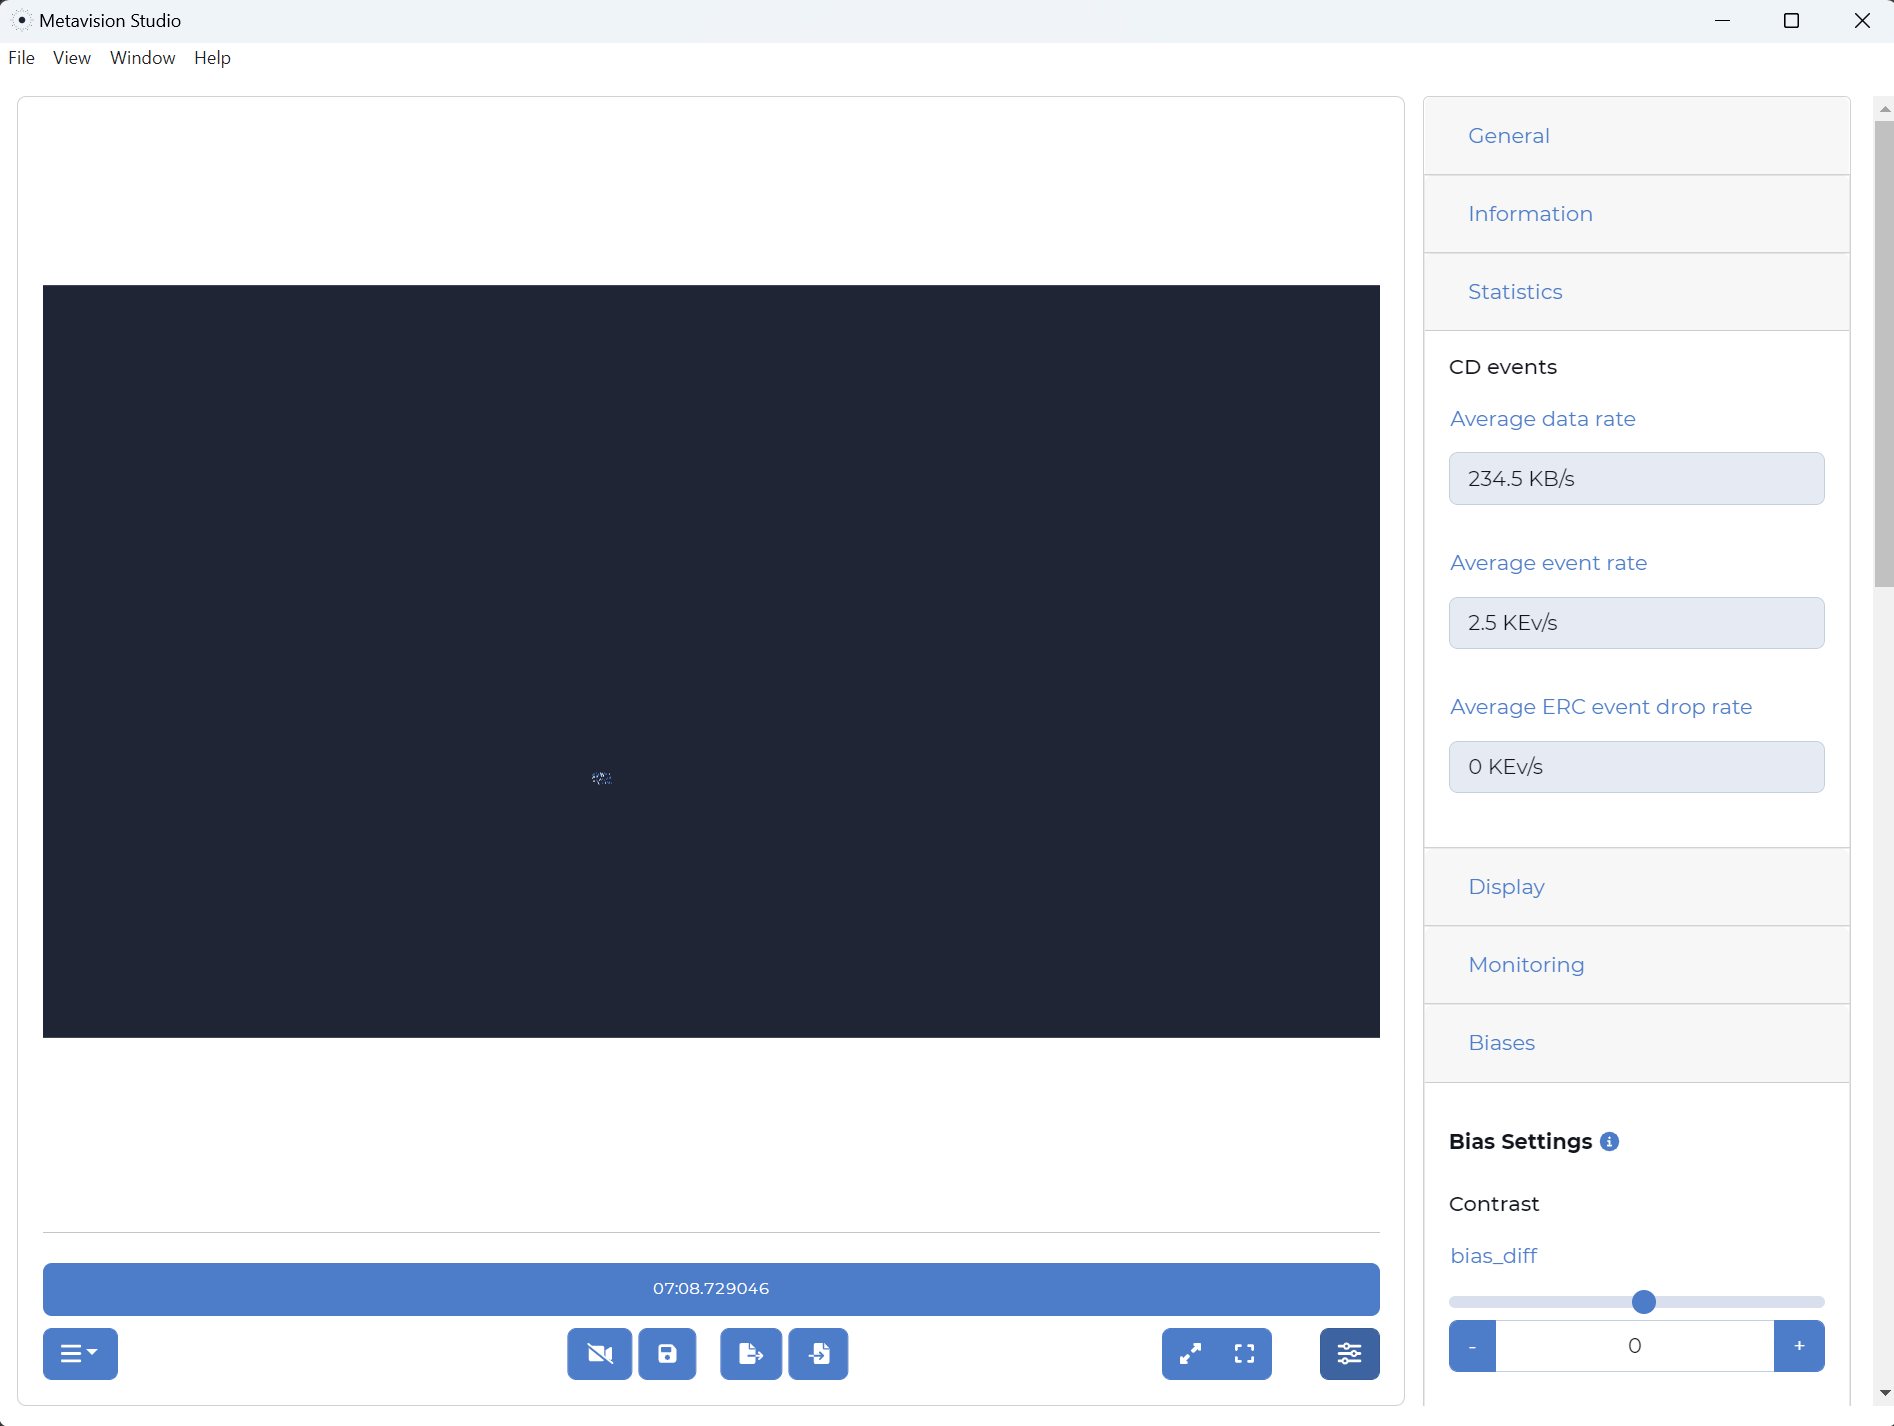 Metavision Studio
File View Window Help
General
Information
Statistics
CD events
Average data rate
234.5 KB/s
Average event rate
2.5 KEv/s
Average ERC event drop rate
0 KEv/s
Display
Monitoring
Biases
Bias Settings
Contrast
bias_diff
- 0 +
07:08.729046